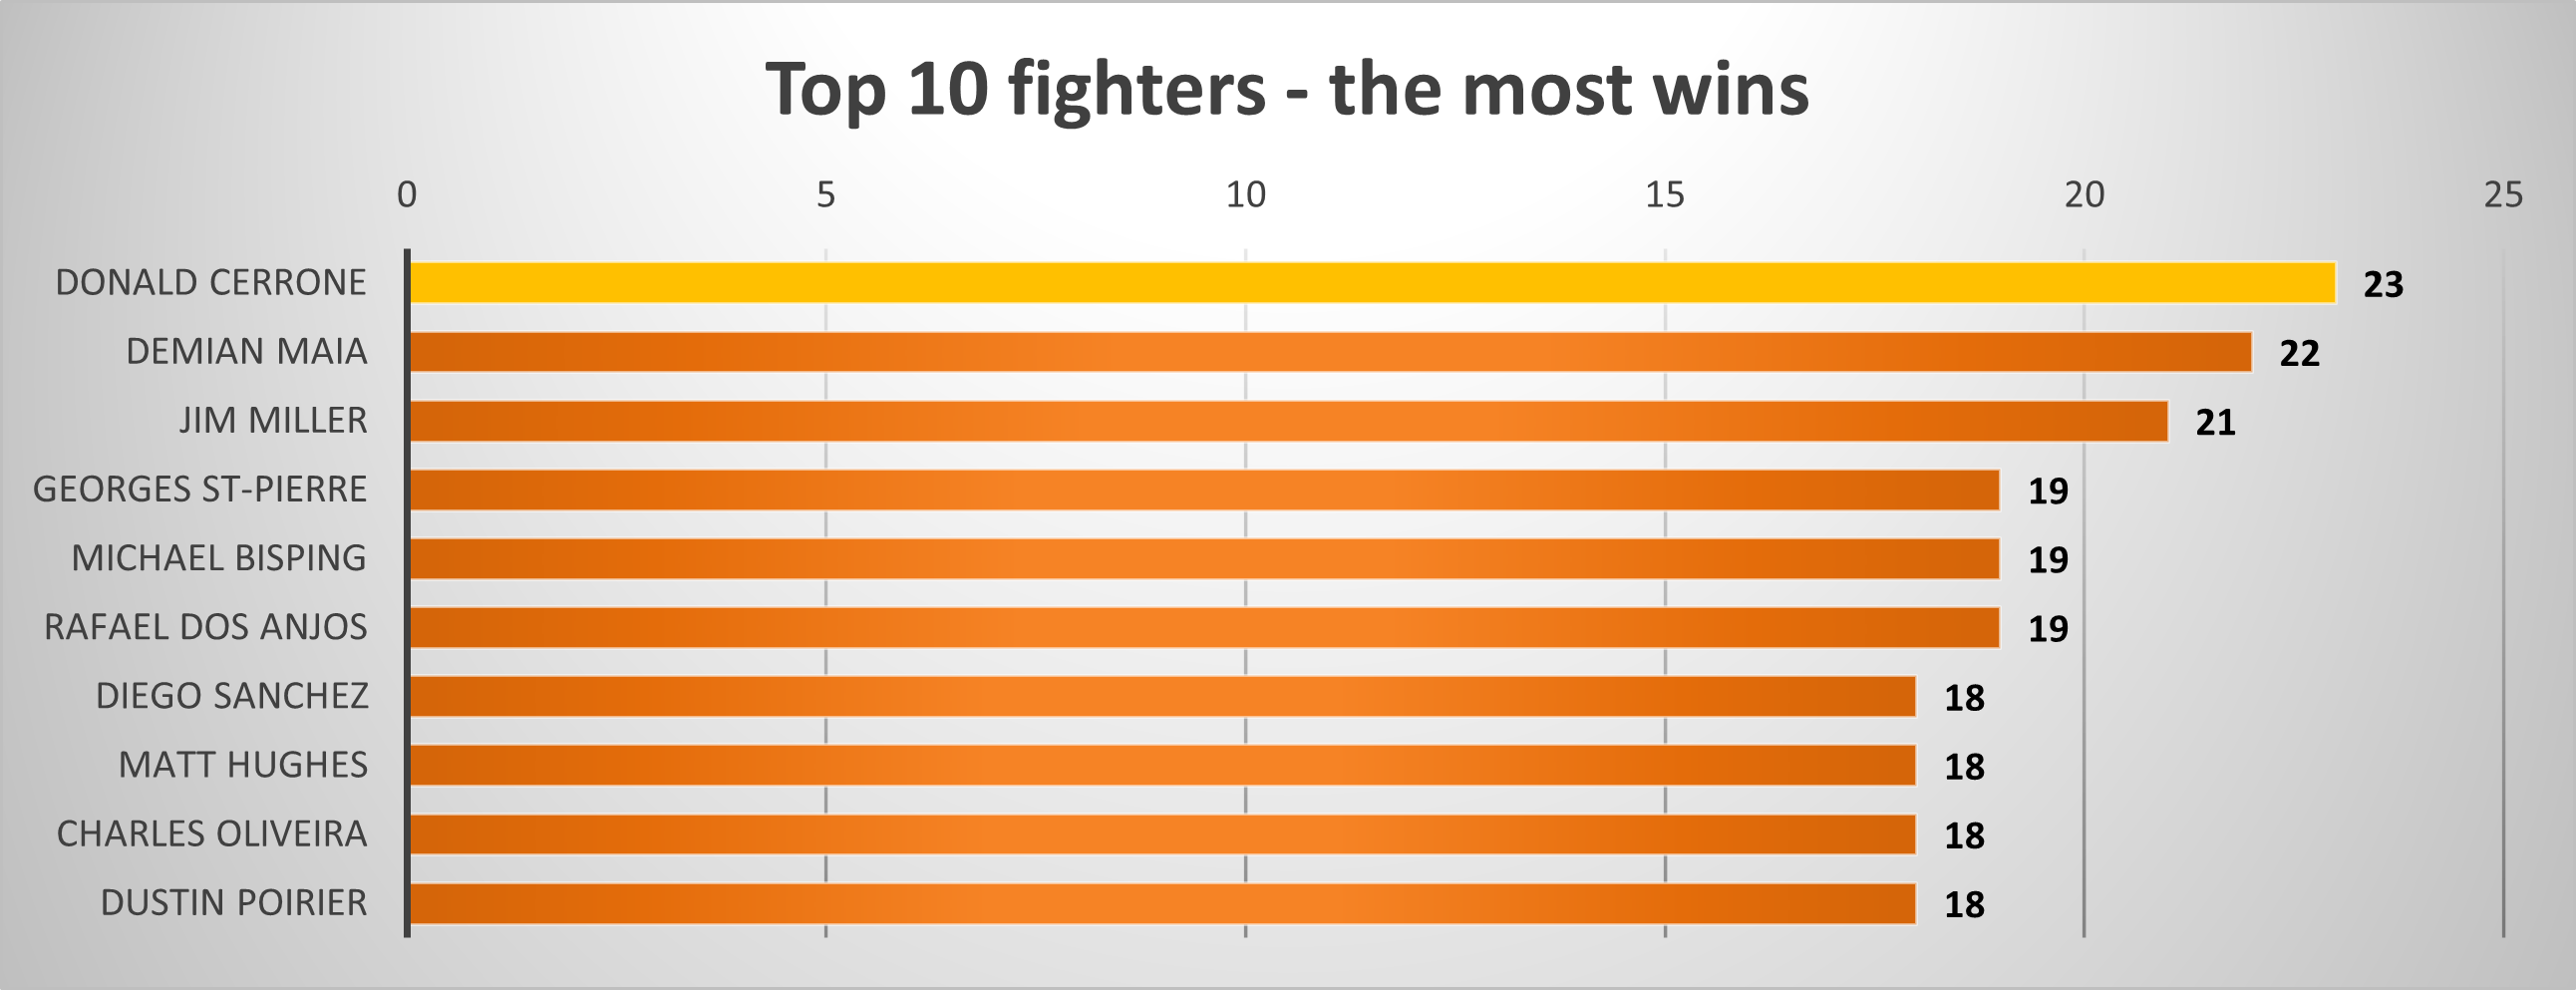 Top 10 fighters - the most wins
0 5 10 15 20 25
DONALD CERRONE 23
DEMIAN MAIA 22
JIM MILLER 21
GEORGES ST-PIERRE 19
MICHAEL BISPING 19
RAFAEL DOS ANJOS 19
DIEGO SANCHEZ 18
MATT HUGHES 18
CHARLES OLIVEIRA 18
DUSTIN POIRIER 18